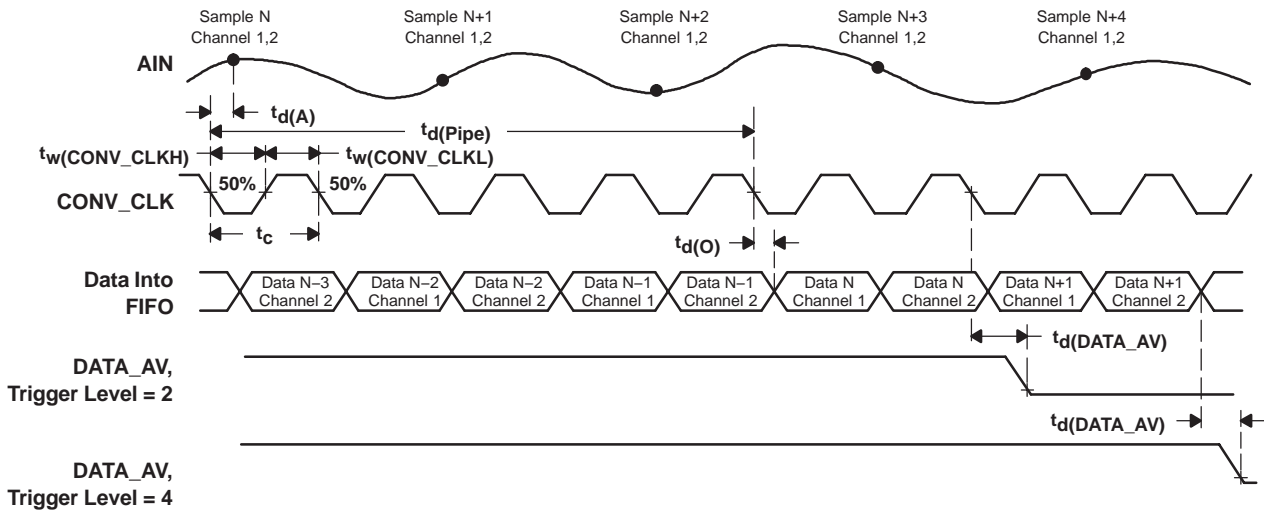 Sample N
Channel 1,2
Sample N+1
Channel 1,2
Sample N+2
Channel 1,2
Sample N+3
Channel 1,2
Sample N+4
Channel 1,2
AIN
td(A)
td(Pipe)
tw(CONV_CLKH)
tw(CONV_CLKL)
50%
50%
CONV_CLK
tc
td(O)
Data Into
FIFO
Data N–3
Channel 2
Data N–2
Channel 1
Data N–2
Channel 2
Data N–1
Channel 1
Data N–1
Channel 2
Data N
Channel 1
Data N
Channel 2
Data N+1
Channel 1
Data N+1
Channel 2
td(DATA_AV)
DATA_AV,
Trigger Level = 2
td(DATA_AV)
DATA_AV,
Trigger Level = 4